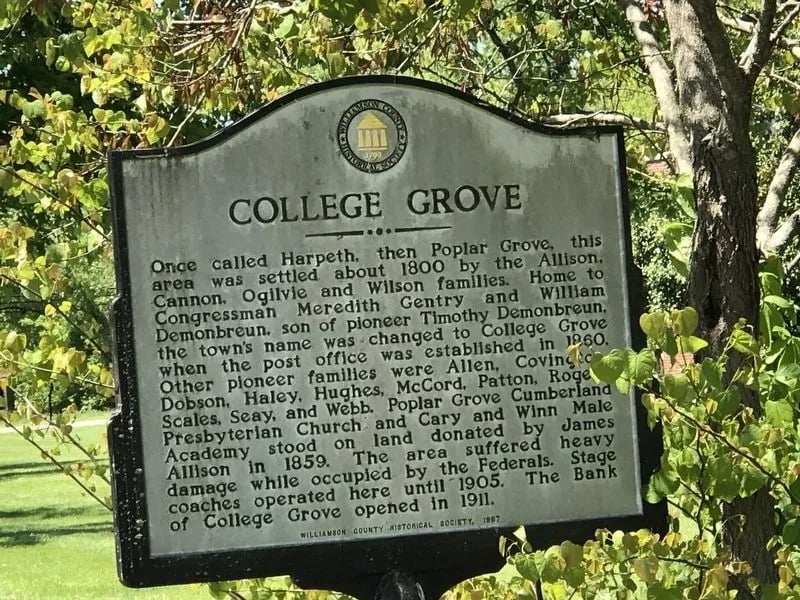 WILLIAMSON COUNTY
HISTORICAL SOCIETY
1799
COLLEGE GROVE
Once called Harpeth, then Poplar Grove, this
area was settled about 1800 by the Allison,
Cannon, Ogilvie and Wilson families. Home to
Congressman Meredith Gentry and William
Demonbreun, son of pioneer Timothy Demonbreun,
the town's name was changed to College Grove
when the post office was established in 1860.
Other pioneer families were Allen,
Dobson, Haley, Hughes, McCord, Patton,
Scales, Seay, and Webb. Poplar Grove Cumberland
Presbyterian Church and Cary and Winn Male
Academy stood on land donated by James
Allison in 1859. The area suffered heavy
damage while occupied by the Federals. Stage
coaches operated here until 1905. The Bank
of College Grove opened in 1911.
WILLIAMSON COUNTY HISTORICAL SOCIETY, 1997